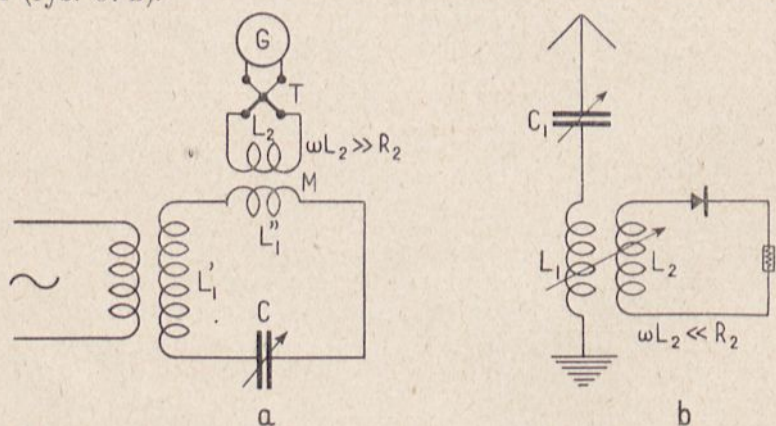 G
T
L₂
ωL₂ ≫ R₂
M
L₁″
L₁′
C
a
C₁
L₁
L₂
ωL₂ ≪ R₂
b